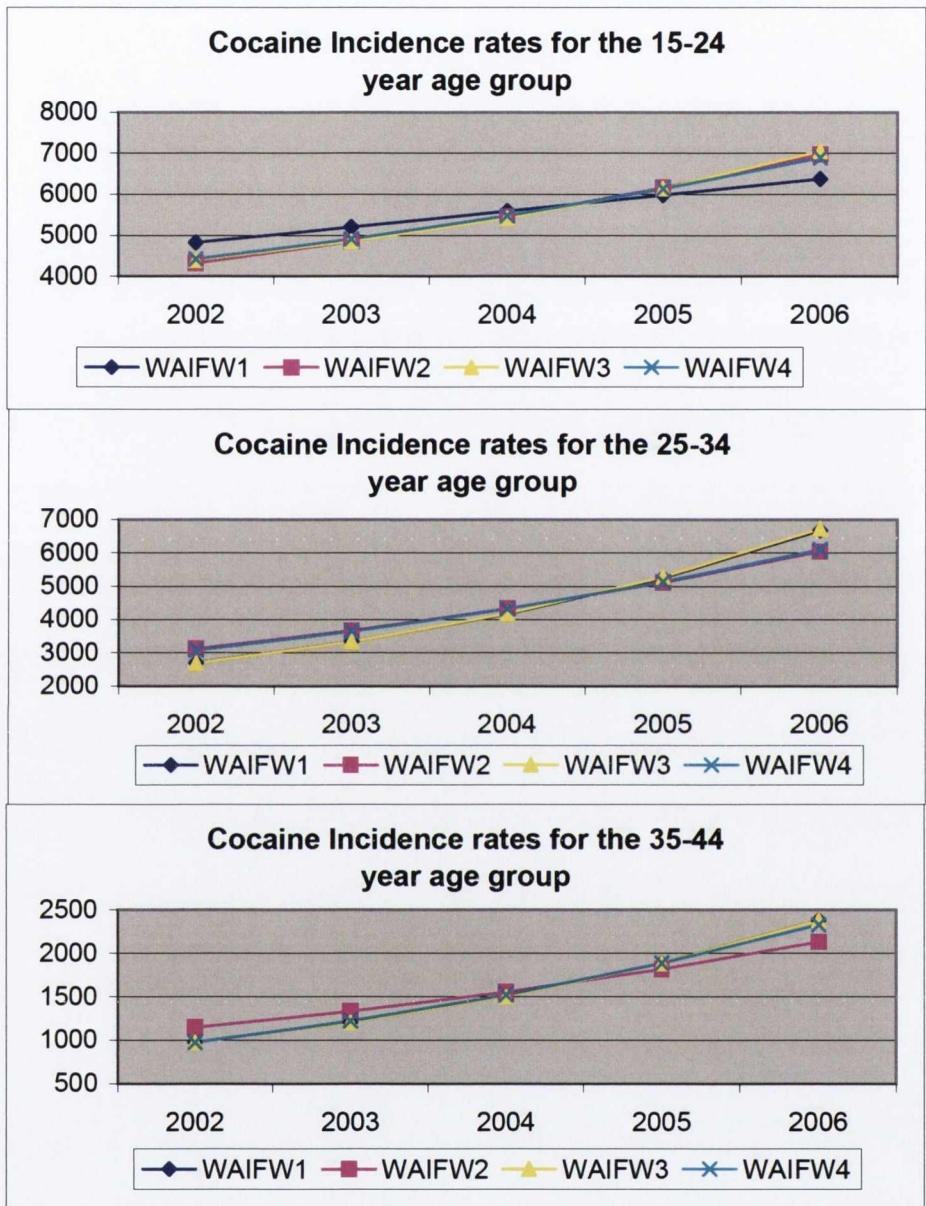 Cocaine Incidence rates for the 15-24
year age group
8000
7000
6000
5000
4000
2002 2003 2004 2005 2006
WAIFW1 WAIFW2 WAIFW3 WAIFW4
Cocaine Incidence rates for the 25-34
year age group
7000
6000
5000
4000
3000
2000
2002 2003 2004 2005 2006
WAIFW1 WAIFW2 WAIFW3 WAIFW4
Cocaine Incidence rates for the 35-44
year age group
2500
2000
1500
1000
500
2002 2003 2004 2005 2006
WAIFW1 WAIFW2 WAIFW3 WAIFW4